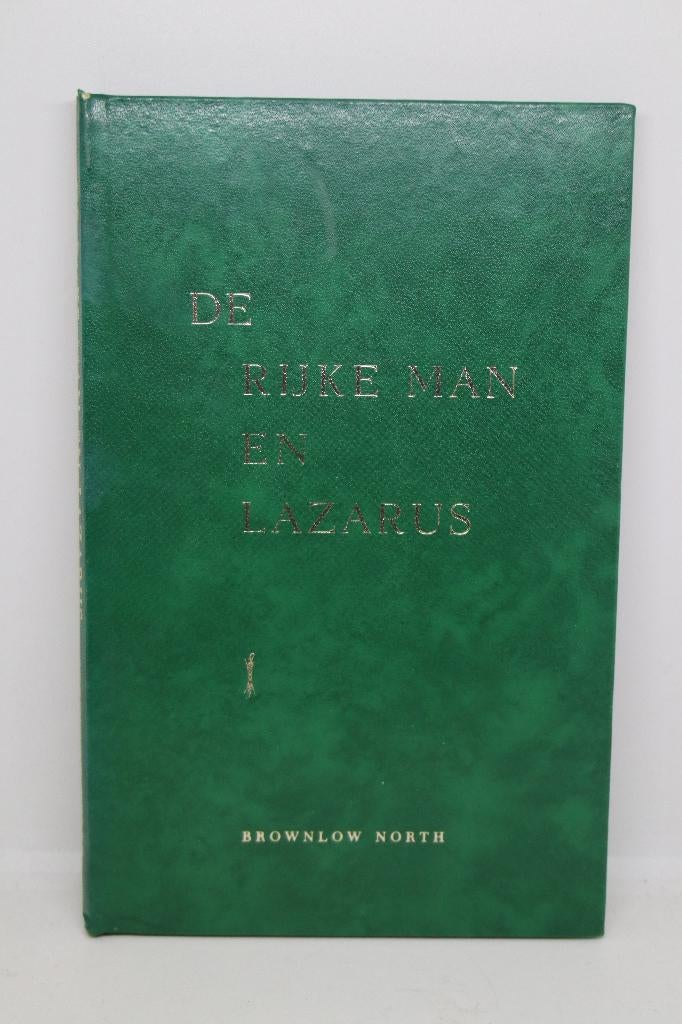 DE
RIJKE MAN
EN
LAZARUS
BROWNLOW NORTH